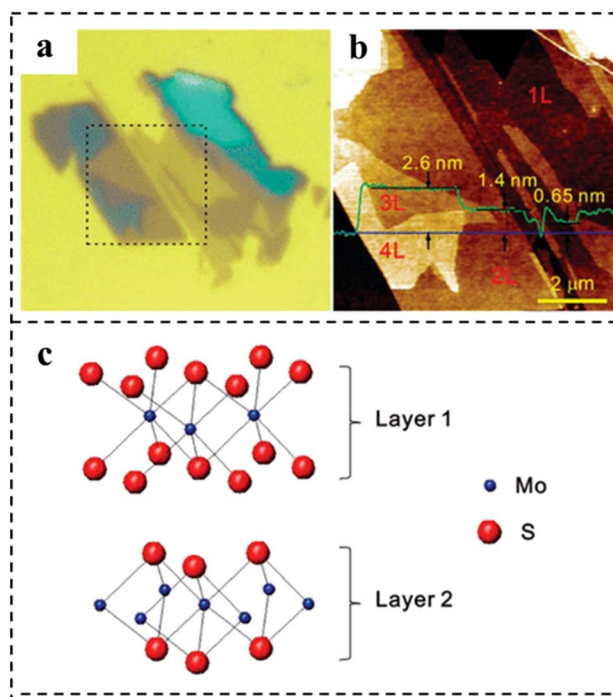 a
b
1L
2.6 nm
1.4 nm
0.65 nm
3L
4L
2L
2 μm
c
Layer 1
Mo
S
Layer 2